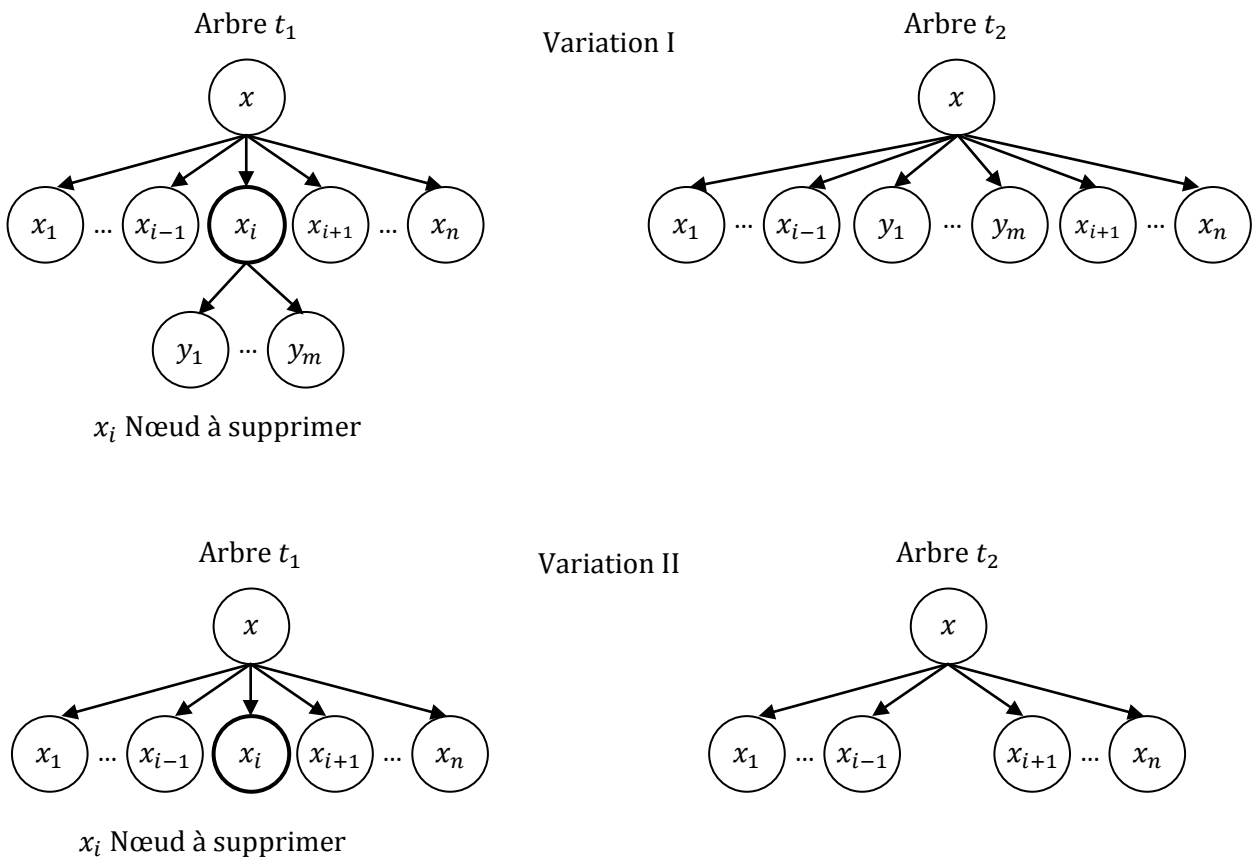 Arbre t₁ Variation I Arbre t₂
x x
x₁ ... xᵢ₋₁ xᵢ xᵢ₊₁ ... xₙ x₁ ... xᵢ₋₁ y₁ ... yₘ xᵢ₊₁ ... xₙ
y₁ ... yₘ
xᵢ Nœud à supprimer
Arbre t₁ Variation II Arbre t₂
x x
x₁ ... xᵢ₋₁ xᵢ xᵢ₊₁ ... xₙ x₁ ... xᵢ₋₁ xᵢ₊₁ ... xₙ
xᵢ Nœud à supprimer